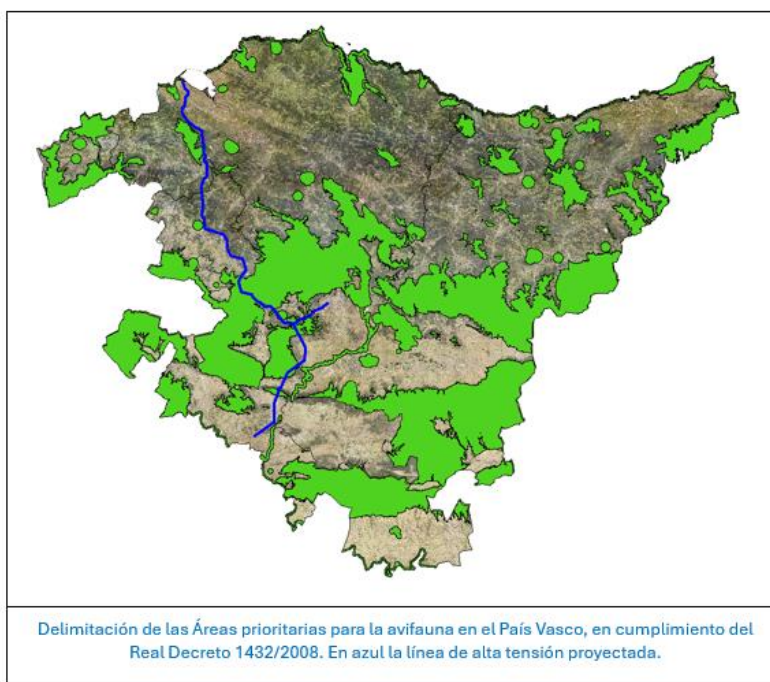 Delimitación de las Áreas prioritarias para la avifauna en el País Vasco, en cumplimiento del
Real Decreto 1432/2008. En azul la línea de alta tensión proyectada.